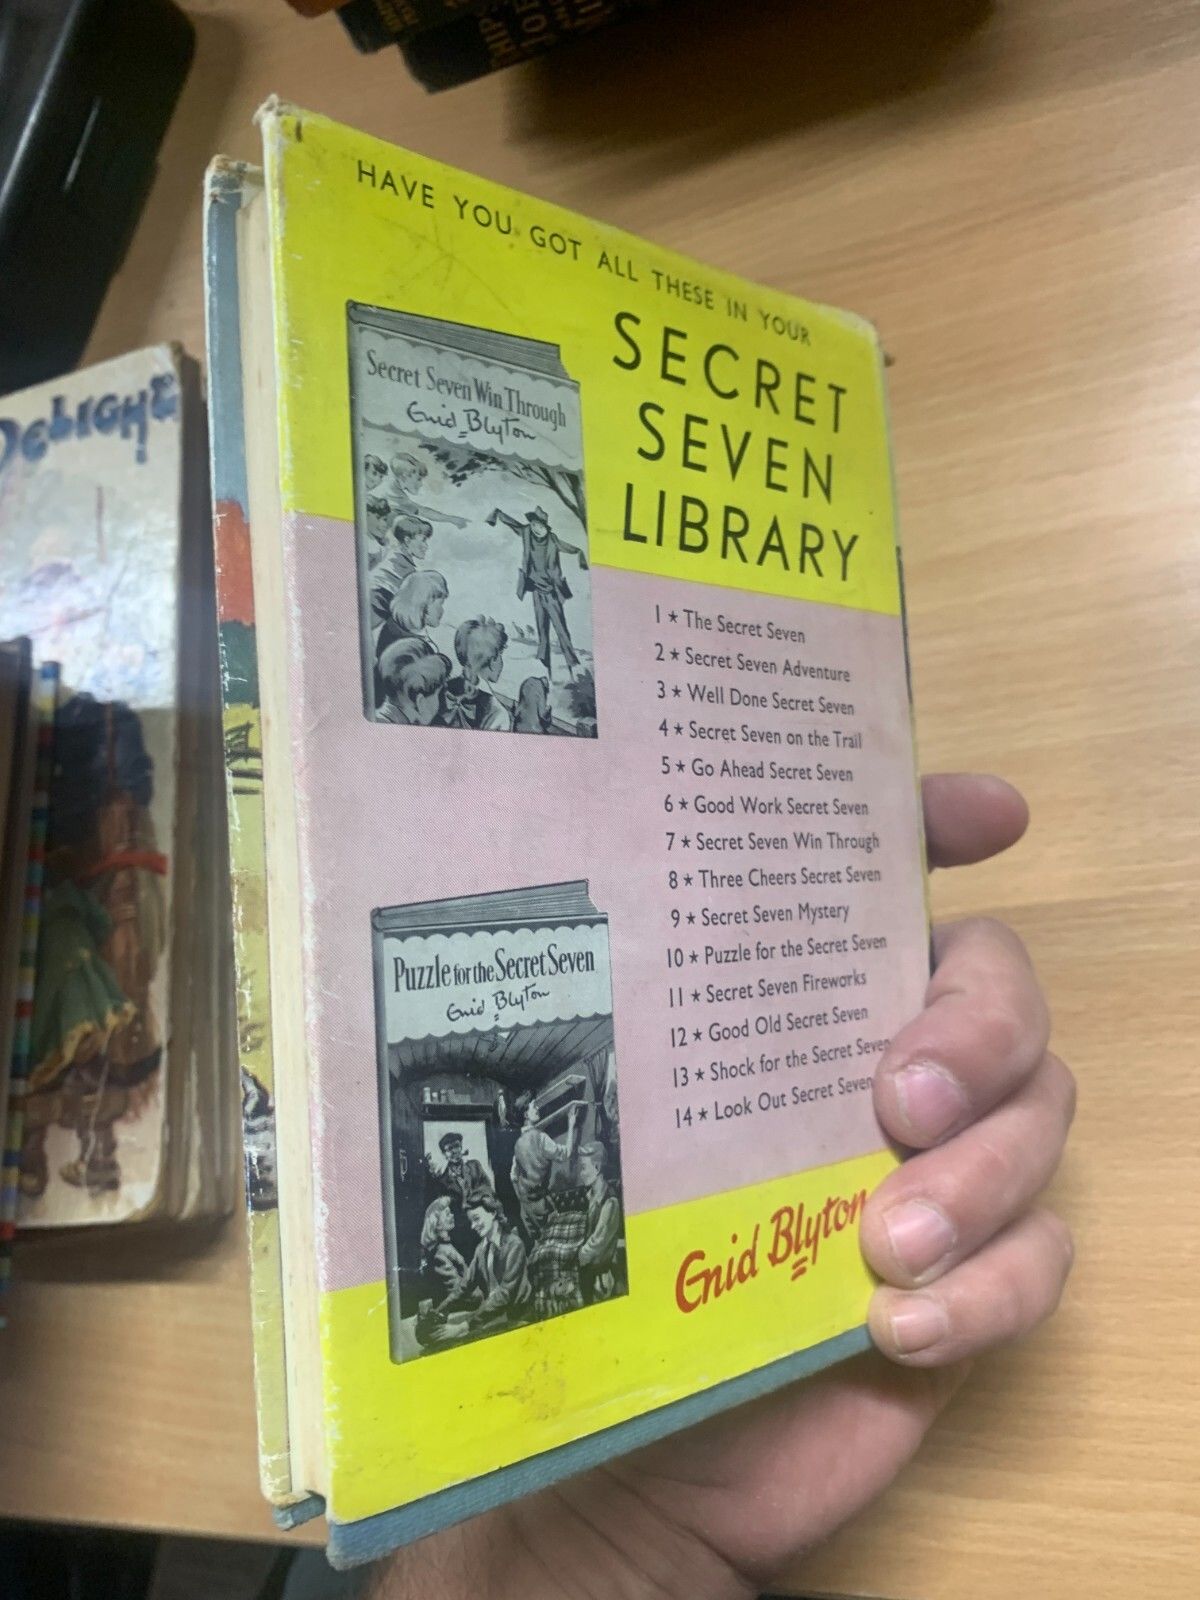 HAVE YOU GOT ALL THESE IN YOUR
SECRET
SEVEN
LIBRARY
Secret Seven Win Through
Enid Blyton
1 ★ The Secret Seven
2 ★ Secret Seven Adventure
3 ★ Well Done Secret Seven
4 ★ Secret Seven on the Trail
5 ★ Go Ahead Secret Seven
6 ★ Good Work Secret Seven
7 ★ Secret Seven Win Through
8 ★ Three Cheers Secret Seven
9 ★ Secret Seven Mystery
10 ★ Puzzle for the Secret Seven
11 ★ Secret Seven Fireworks
12 ★ Good Old Secret Seven
13 ★ Shock for the Secret Seven
14 ★ Look Out Secret Seven
Puzzle for the Secret Seven
Enid Blyton
Enid Blyton
DELIGHT